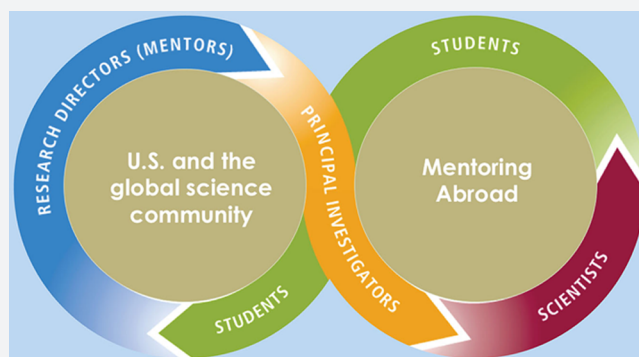 RESEARCH DIRECTORS (MENTORS)
U.S. and the
global science
community
STUDENTS
PRINCIPAL INVESTIGATORS
STUDENTS
Mentoring
Abroad
SCIENTISTS